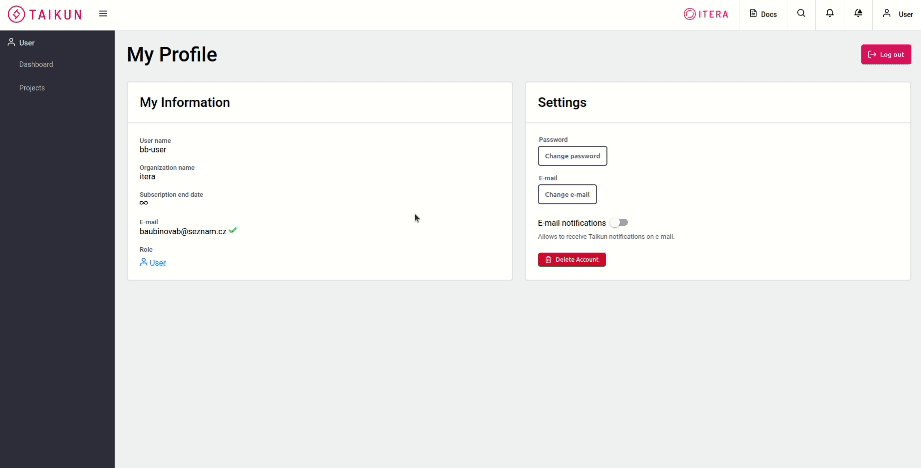 TAIKUN
ITERA
Docs
User
User
Dashboard
Projects
My Profile
Log out
My Information
User name
bb-user
Organization name
itera
Subscription end date
∞
E-mail
baubinovab@seznam.cz
Role
User
Settings
Password
Change password
E-mail
Change e-mail
E-mail notifications
Allows to receive Taikun notifications on e-mail.
Delete Account